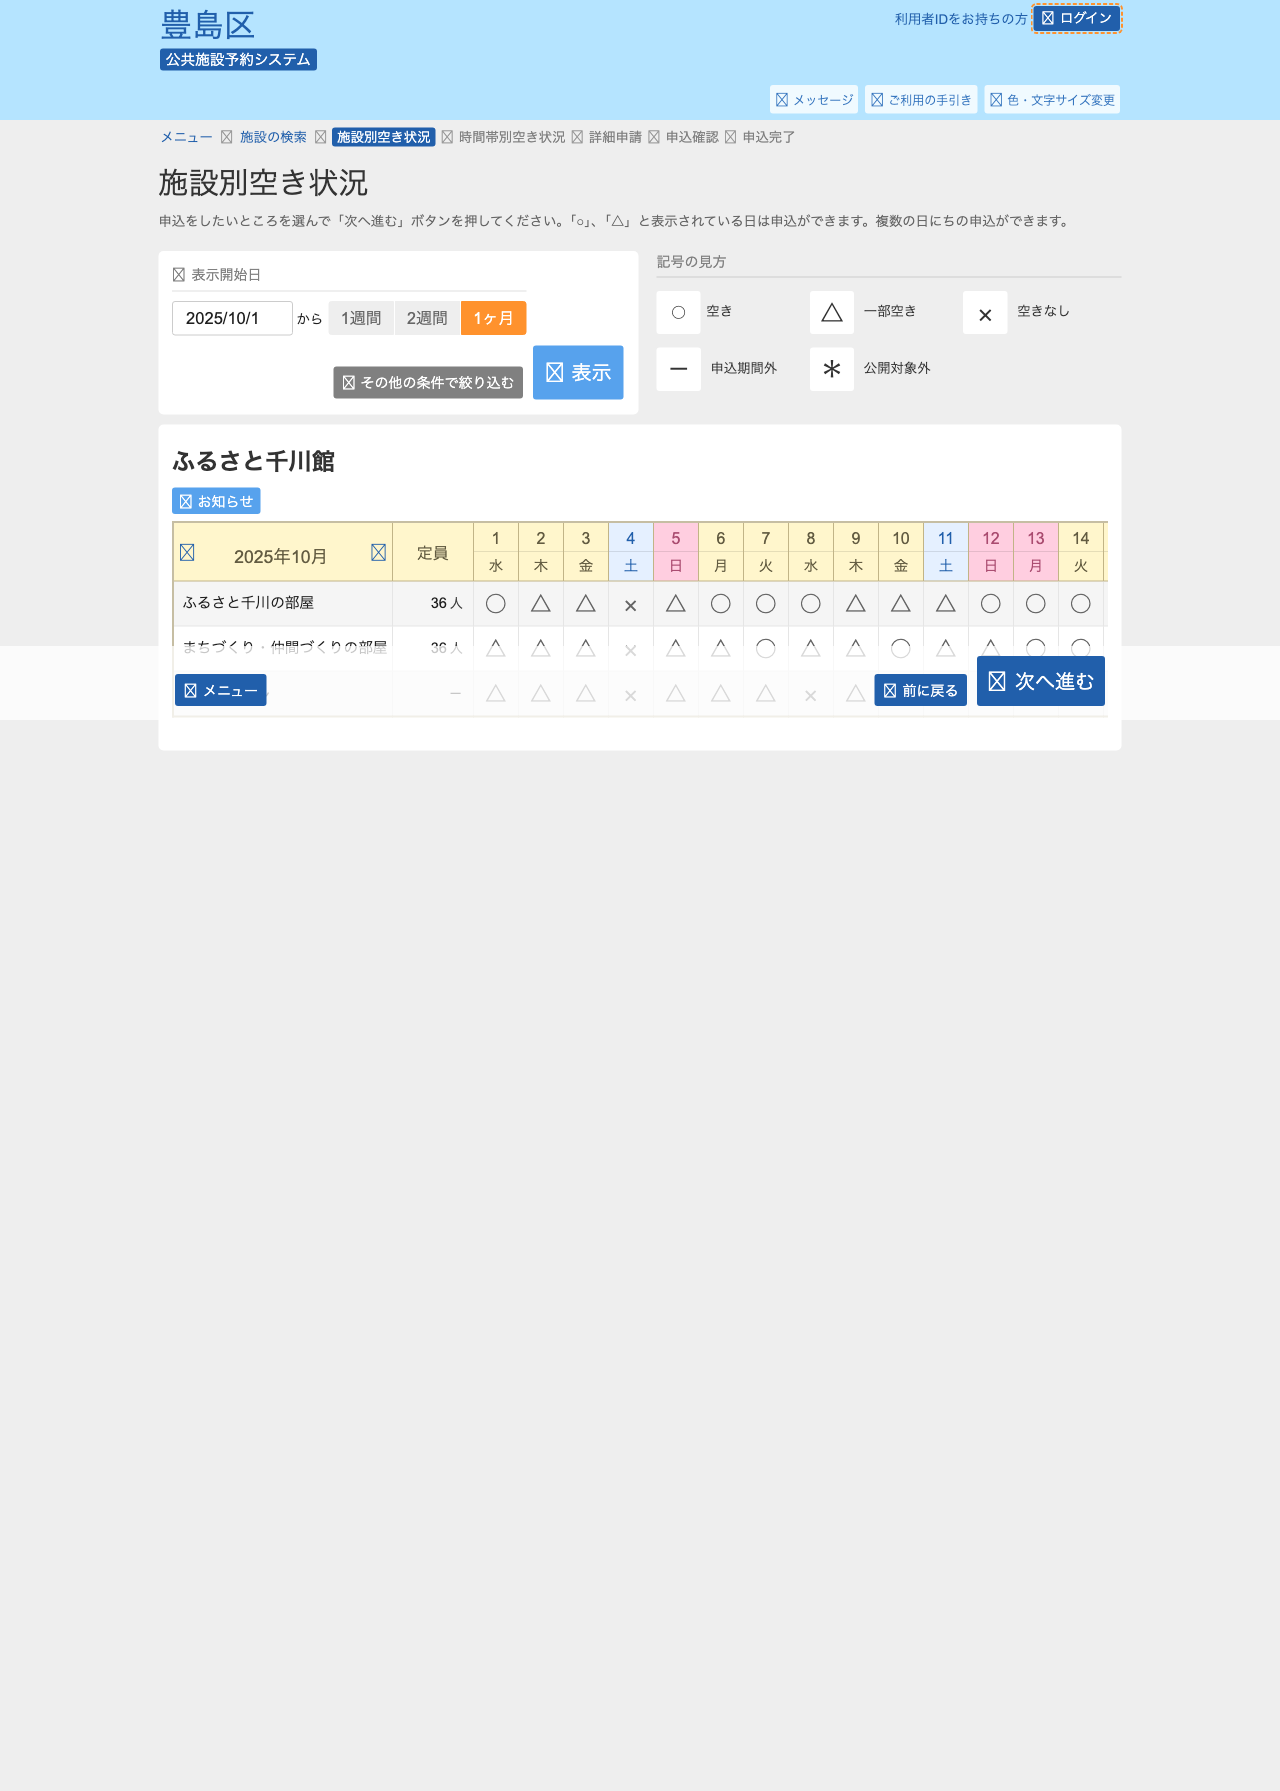 豊島区
公共施設予約システム
利用者IDをお持ちの方 ログイン
メッセージ ご利用の手引き 色・文字サイズ変更
メニュー 施設の検索 施設別空き状況 時間帯別空き状況 詳細申請 申込確認 申込完了
施設別空き状況
申込をしたいところを選んで「次へ進む」ボタンを押してください。「○」、「△」と表示されている日は申込ができます。複数の日にちの申込ができます。
表示開始日
2025/10/1 から 1週間 2週間 1ヶ月
その他の条件で絞り込む 表示
記号の見方
○ 空き △ 一部空き × 空きなし
－ 申込期間外 ＊ 公開対象外
ふるさと千川館
お知らせ
2025年10月 定員 1 2 3 4 5 6 7 8 9 10 11 12 13 14
水 木 金 土 日 月 火 水 木 金 土 日 月 火
ふるさと千川の部屋 36 人 ○ △ △ × △ ○ ○ ○ △ △ △ ○ ○ ○
まちづくり・仲間づくりの部屋 36 人 △ △ △ × △ △ ○ △ △ ○ △ △ ○ ○
－ △ △ △ × △ △ △ × △
メニュー 前に戻る 次へ進む